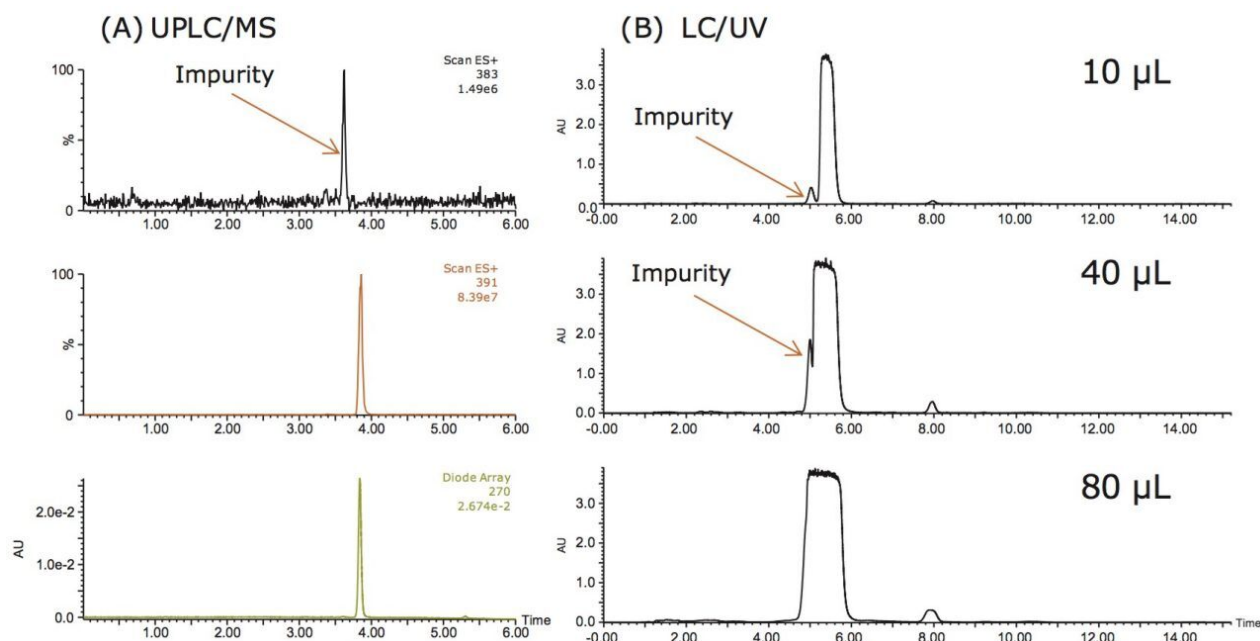 (A) UPLC/MS
Scan ES+
383
1.49e6
Impurity
100
%
0
1.00 2.00 3.00 4.00 5.00 6.00
Scan ES+
391
8.39e7
100
%
0
1.00 2.00 3.00 4.00 5.00 6.00
Diode Array
270
2.674e-2
2.0e-2
AU
1.0e-2
0.0
Time
1.00 2.00 3.00 4.00 5.00 6.00
(B) LC/UV
10 µL
Impurity
3.0
2.0
AU
1.0
0.0
-0.00 2.00 4.00 6.00 8.00 10.00 12.00 14.00
40 µL
Impurity
3.0
2.0
AU
1.0
0.0
-0.00 2.00 4.00 6.00 8.00 10.00 12.00 14.00
80 µL
3.0
2.0
AU
1.0
0.0
Time
-0.00 2.00 4.00 6.00 8.00 10.00 12.00 14.00